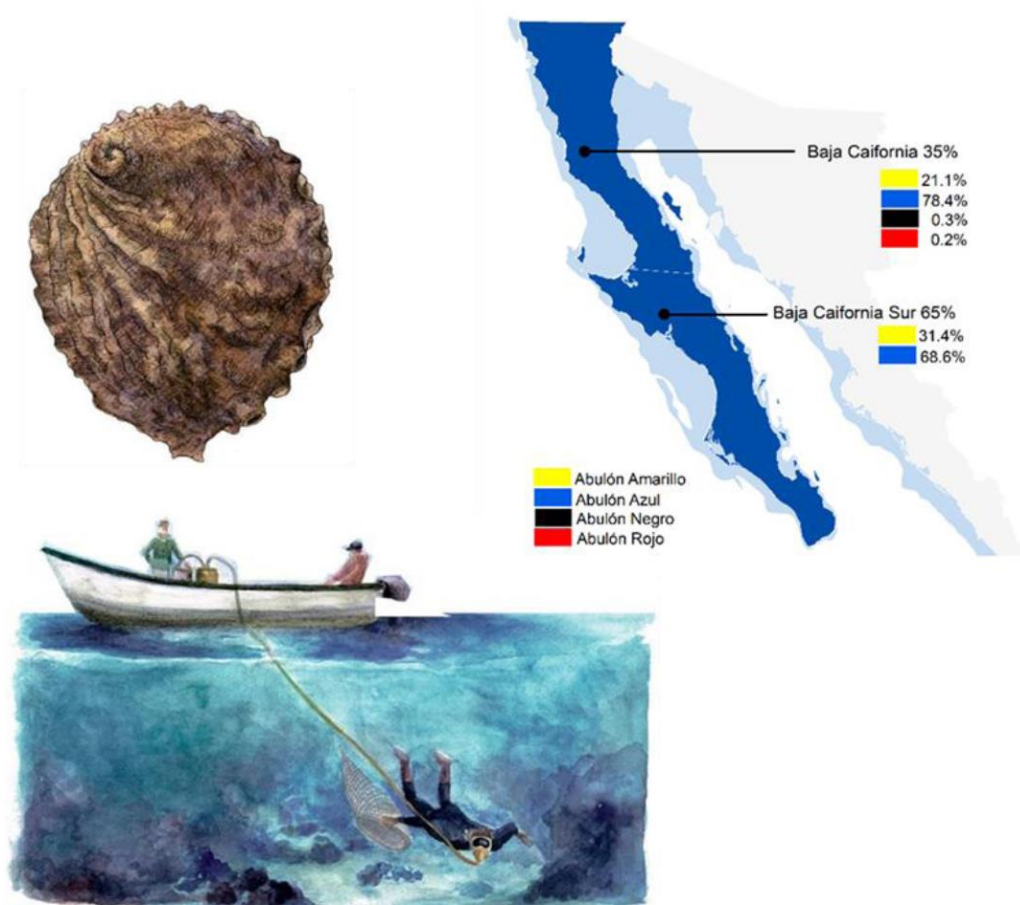 Baja Caifornia 35%
21.1%
78.4%
0.3%
0.2%
Baja Caifornia Sur 65%
31.4%
68.6%
Abulón Amarillo
Abulón Azul
Abulón Negro
Abulón Rojo